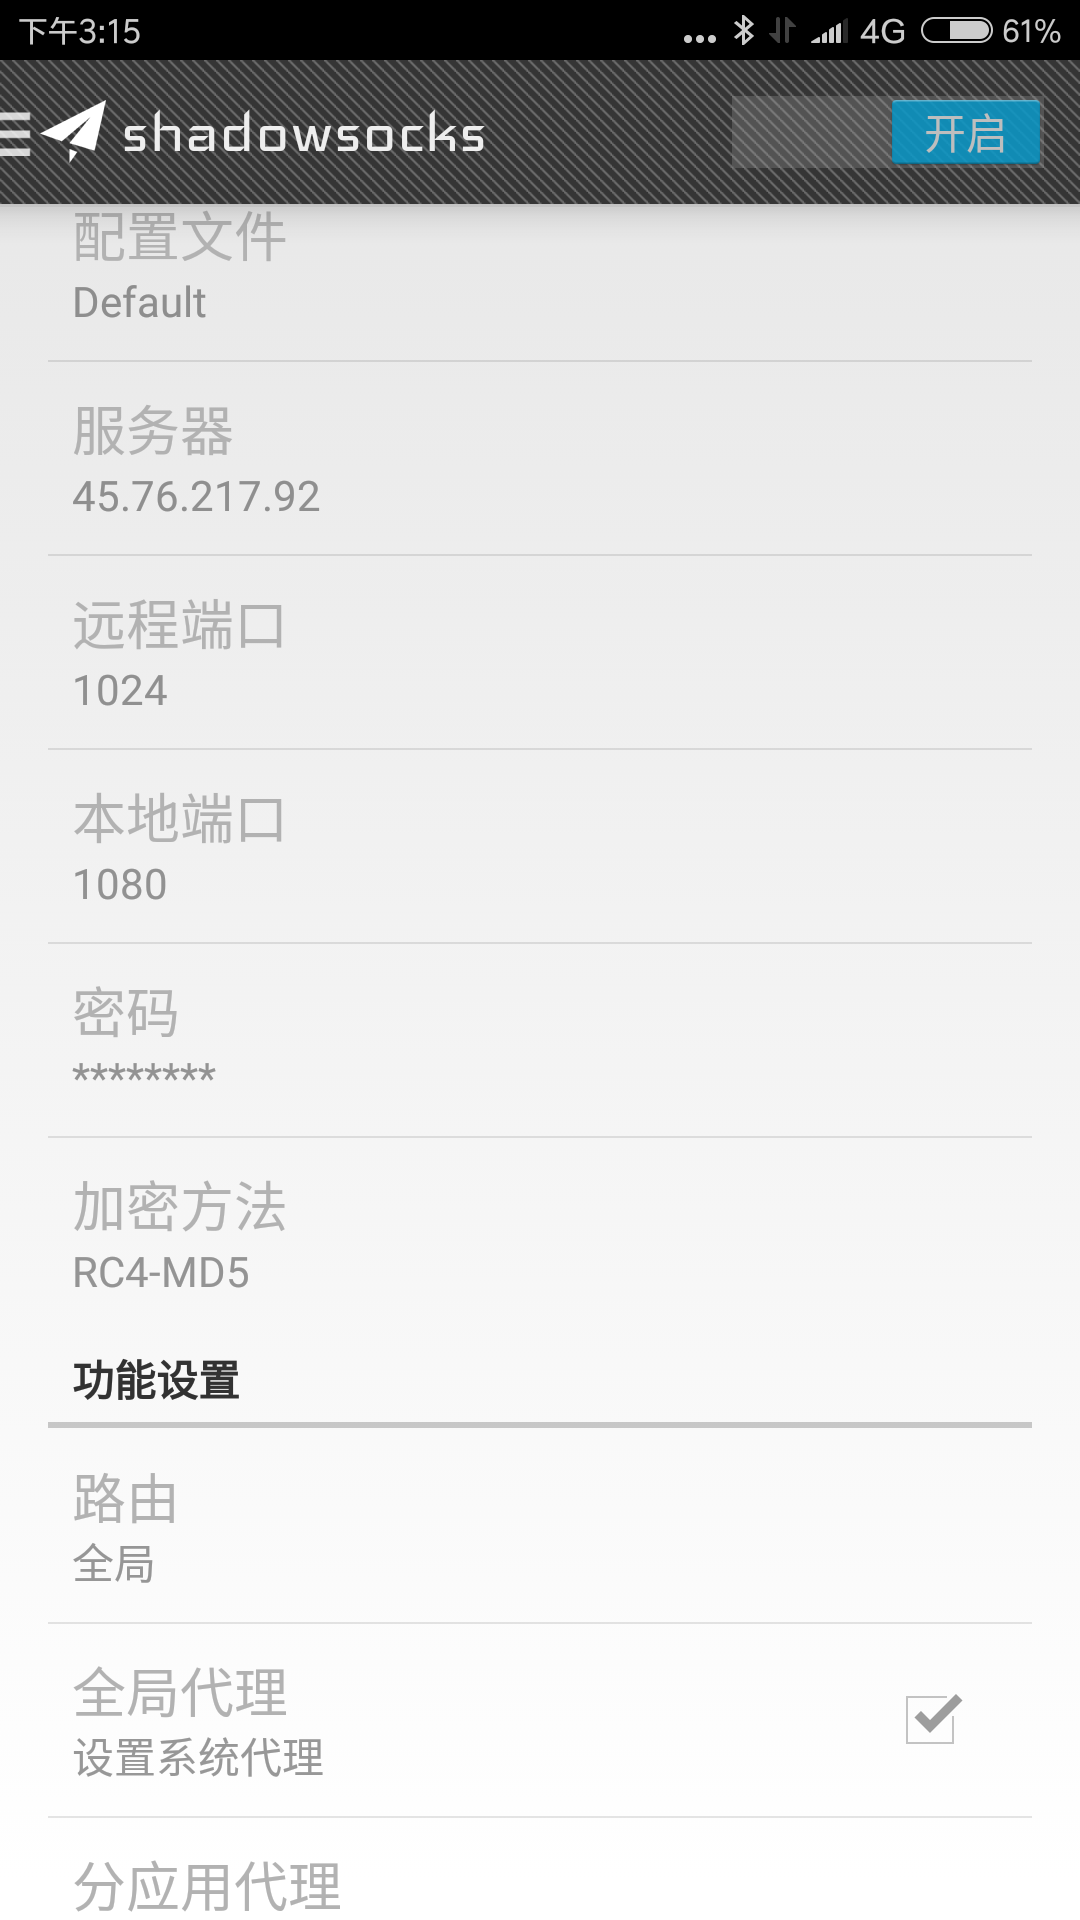 下午3:15
... 4G 61%
shadowsocks
开启
配置文件
Default
服务器
45.76.217.92
远程端口
1024
本地端口
1080
密码
********
加密方法
RC4-MD5
功能设置
路由
全局
全局代理
设置系统代理
分应用代理